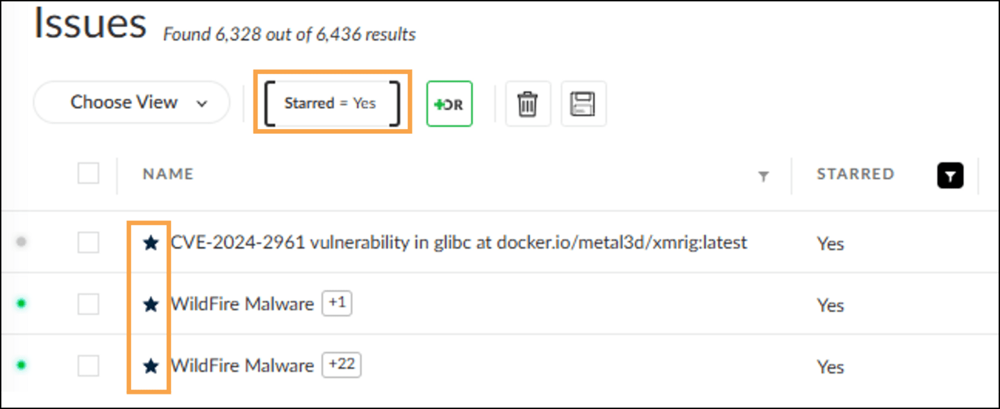 Issues Found 6,328 out of 6,436 results
Choose View Starred = Yes +OR
NAME STARRED
CVE-2024-2961 vulnerability in glibc at docker.io/metal3d/xmrig:latest Yes
WildFire Malware +1 Yes
WildFire Malware +22 Yes